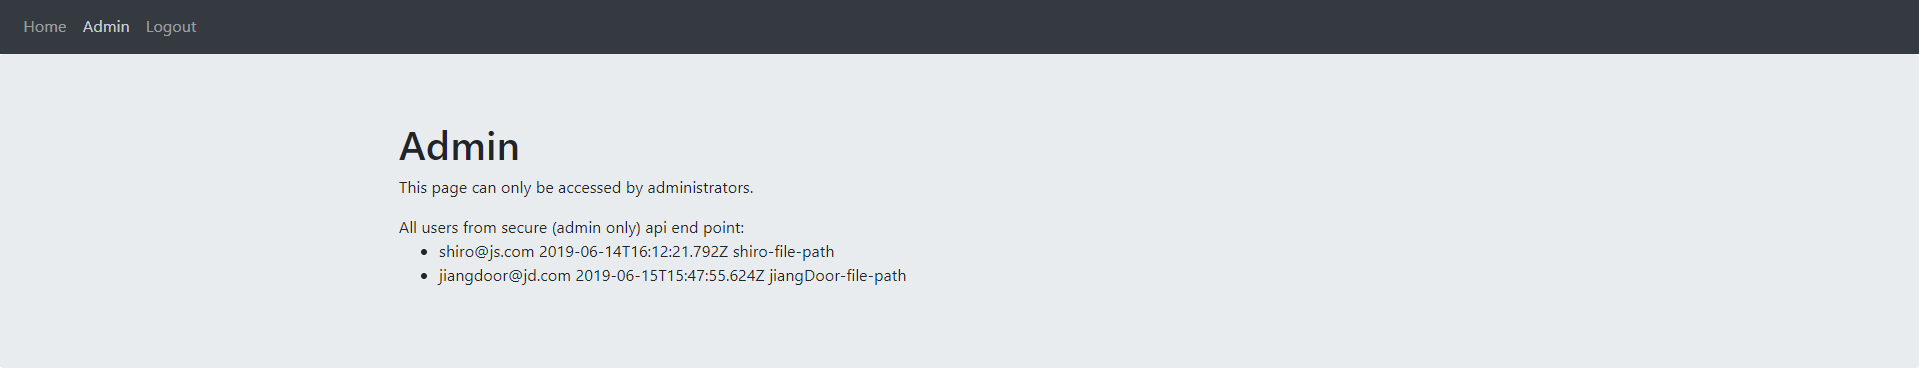 Home Admin Logout
Admin
This page can only be accessed by administrators.
All users from secure (admin only) api end point:
shiro@js.com 2019-06-14T16:12:21.792Z shiro-file-path
jiangdoor@jd.com 2019-06-15T15:47:55.624Z jiangDoor-file-path